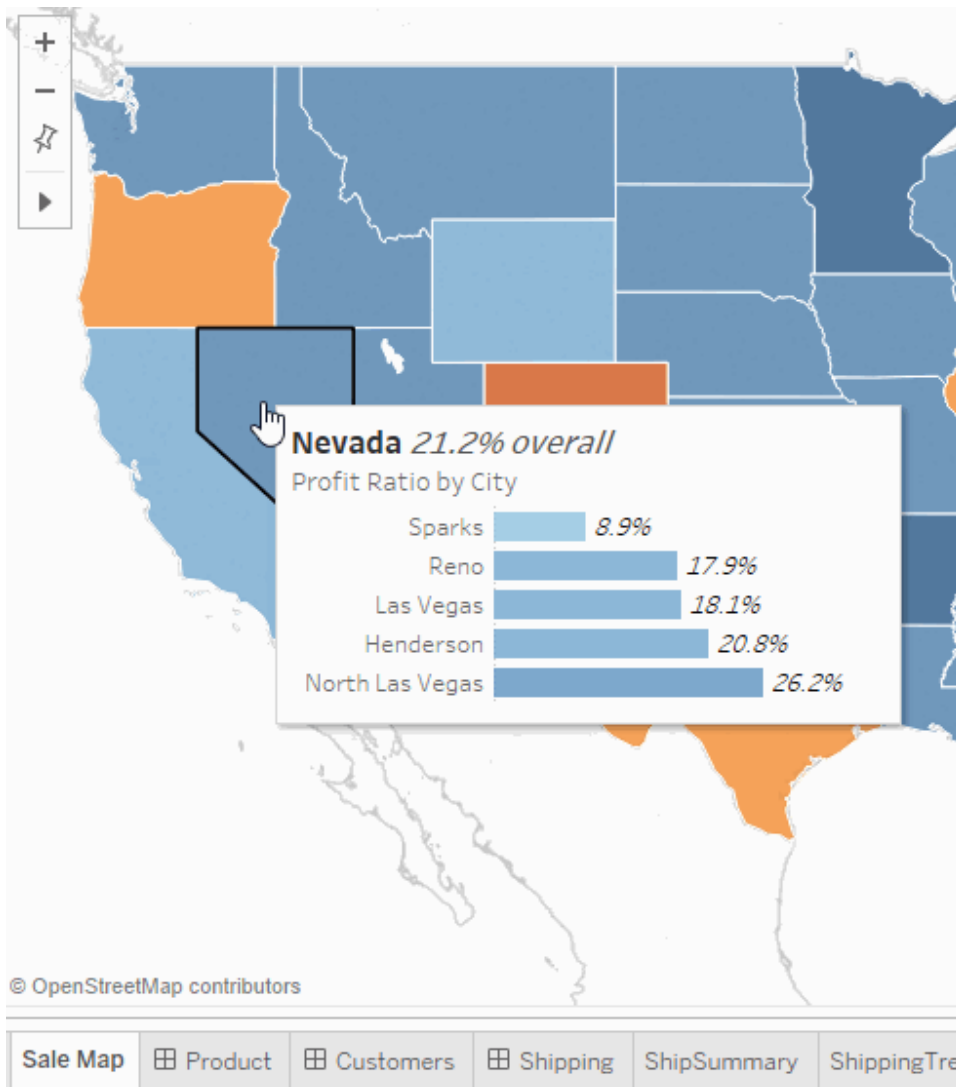 Nevada 21.2% overall
Profit Ratio by City
Sparks 8.9%
Reno 17.9%
Las Vegas 18.1%
Henderson 20.8%
North Las Vegas 26.2%
© OpenStreetMap contributors
Sale Map Product Customers Shipping ShipSummary ShippingTre